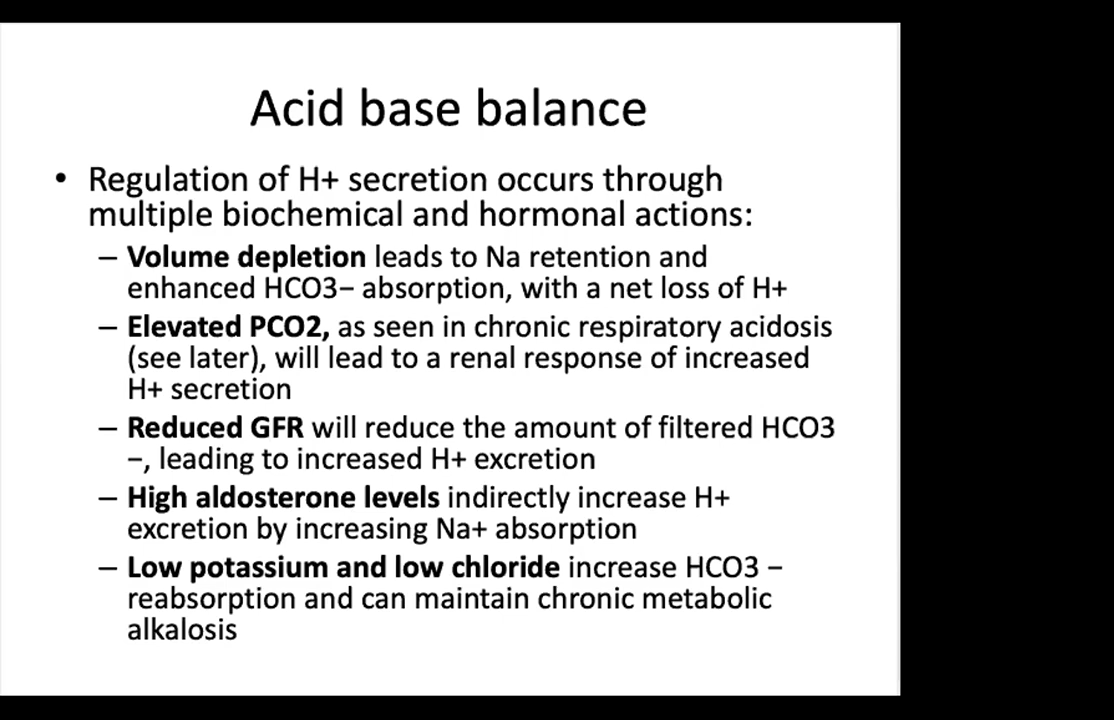 Acid base balance
• Regulation of H+ secretion occurs through
multiple biochemical and hormonal actions:
– Volume depletion leads to Na retention and
enhanced HCO3− absorption, with a net loss of H+
– Elevated PCO2, as seen in chronic respiratory acidosis
(see later), will lead to a renal response of increased
H+ secretion
– Reduced GFR will reduce the amount of filtered HCO3
−, leading to increased H+ excretion
– High aldosterone levels indirectly increase H+
excretion by increasing Na+ absorption
– Low potassium and low chloride increase HCO3 −
reabsorption and can maintain chronic metabolic
alkalosis